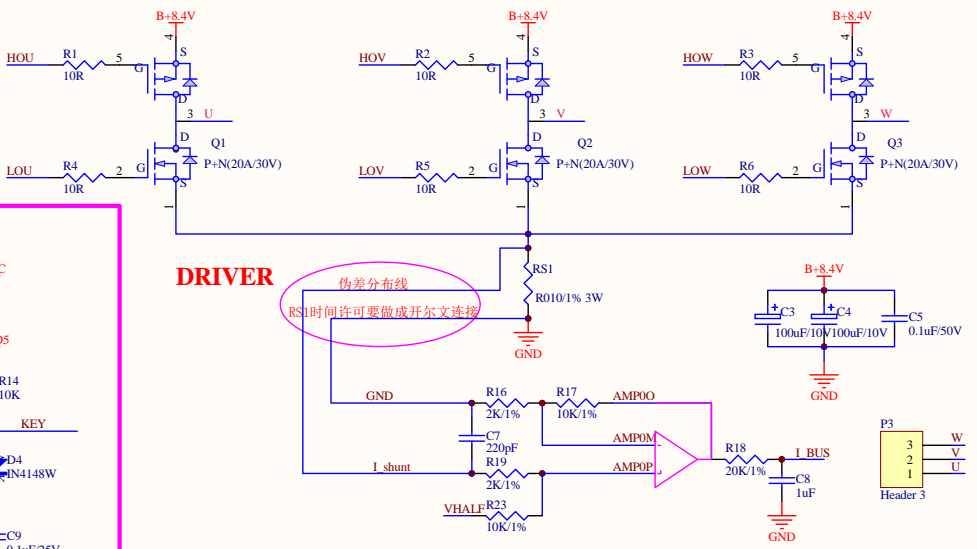 B+8.4V
B+8.4V
B+8.4V
4
S
4
S
4
S
HOU
R1
10R
5
G
D
HOV
R2
10R
5
G
D
HOW
R3
10R
5
G
D
3
U
3
V
3
W
D
Q1
P+N(20A/30V)
D
Q2
P+N(20A/30V)
D
Q3
P+N(20A/30V)
LOU
R4
10R
2
G
S
LOV
R5
10R
2
G
S
LOW
R6
10R
2
G
S
1
1
1
DRIVER
伪差分布线
RS1时间许可要做成开尔文连接
RS1
R010/1% 3W
GND
B+8.4V
C3
100uF/10V
C4
100uF/10V
C5
0.1uF/50V
GND
R14
10K
KEY
D4
IN4148W
C9
0.1uF/25V
GND
R16
2K/1%
R17
10K/1%
AMP0O
C7
220pF
AMP0M
I_shunt
R19
2K/1%
AMP0P
VHALF
R23
10K/1%
R18
20K/1%
I_BUS
C8
1uF
GND
P3
3
W
2
V
1
U
Header 3